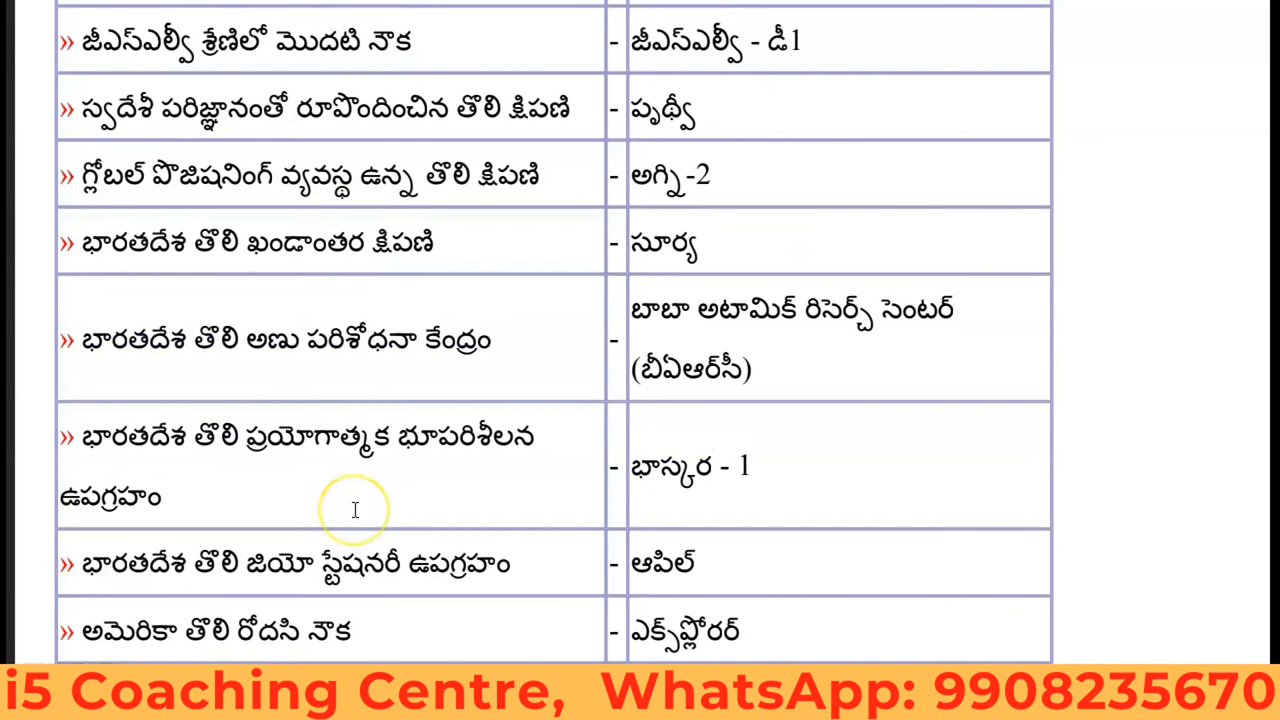 » జీఎస్ఎల్వీ శ్రేణిలో మొదటి నౌక - జీఎస్ఎల్వీ - డీ1
» స్వదేశీ పరిజ్ఞానంతో రూపొందించిన తొలి క్షిపణి - పృథ్వీ
» గ్లోబల్ పొజిషనింగ్ వ్యవస్థ ఉన్న తొలి క్షిపణి - అగ్ని-2
» భారతదేశ తొలి ఖండాంతర క్షిపణి - సూర్య
» భారతదేశ తొలి అణు పరిశోధనా కేంద్రం - బాబా అటామిక్ రిసెర్చ్ సెంటర్
(బీఏఆర్‌సీ)
» భారతదేశ తొలి ప్రయోగాత్మక భూపరిశీలన
ఉపగ్రహం - భాస్కర - 1
» భారతదేశ తొలి జియో స్టేషనరీ ఉపగ్రహం - ఆపిల్
» అమెరికా తొలి రోదసి నౌక - ఎక్స్‌ప్లోరర్
i5 Coaching Centre, WhatsApp: 9908235670